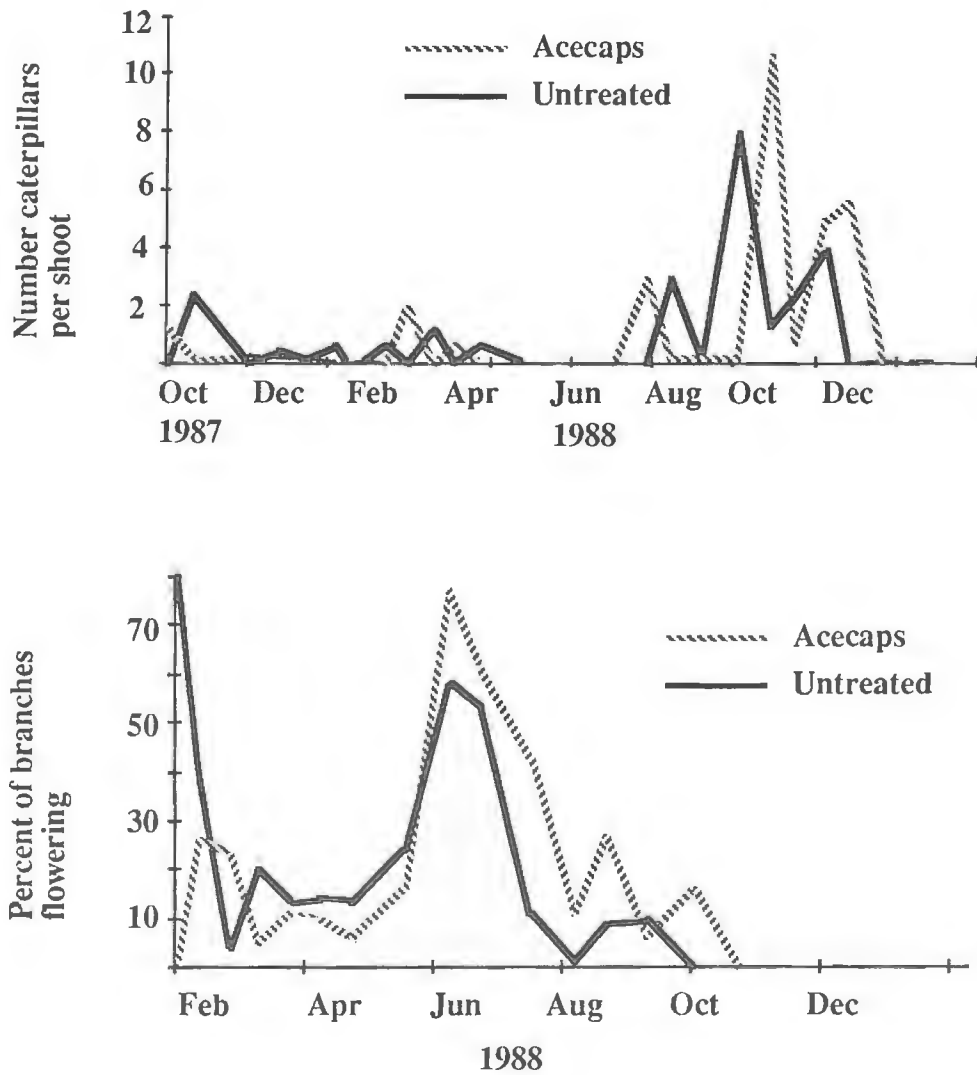 12
10
8
6
4
2
Number caterpillars
per shoot
Acecaps
Untreated
Oct Dec Feb Apr Jun Aug Oct Dec
1987 1988
70
50
30
10
Percent of branches
flowering
Acecaps
Untreated
Feb Apr Jun Aug Oct Dec
1988